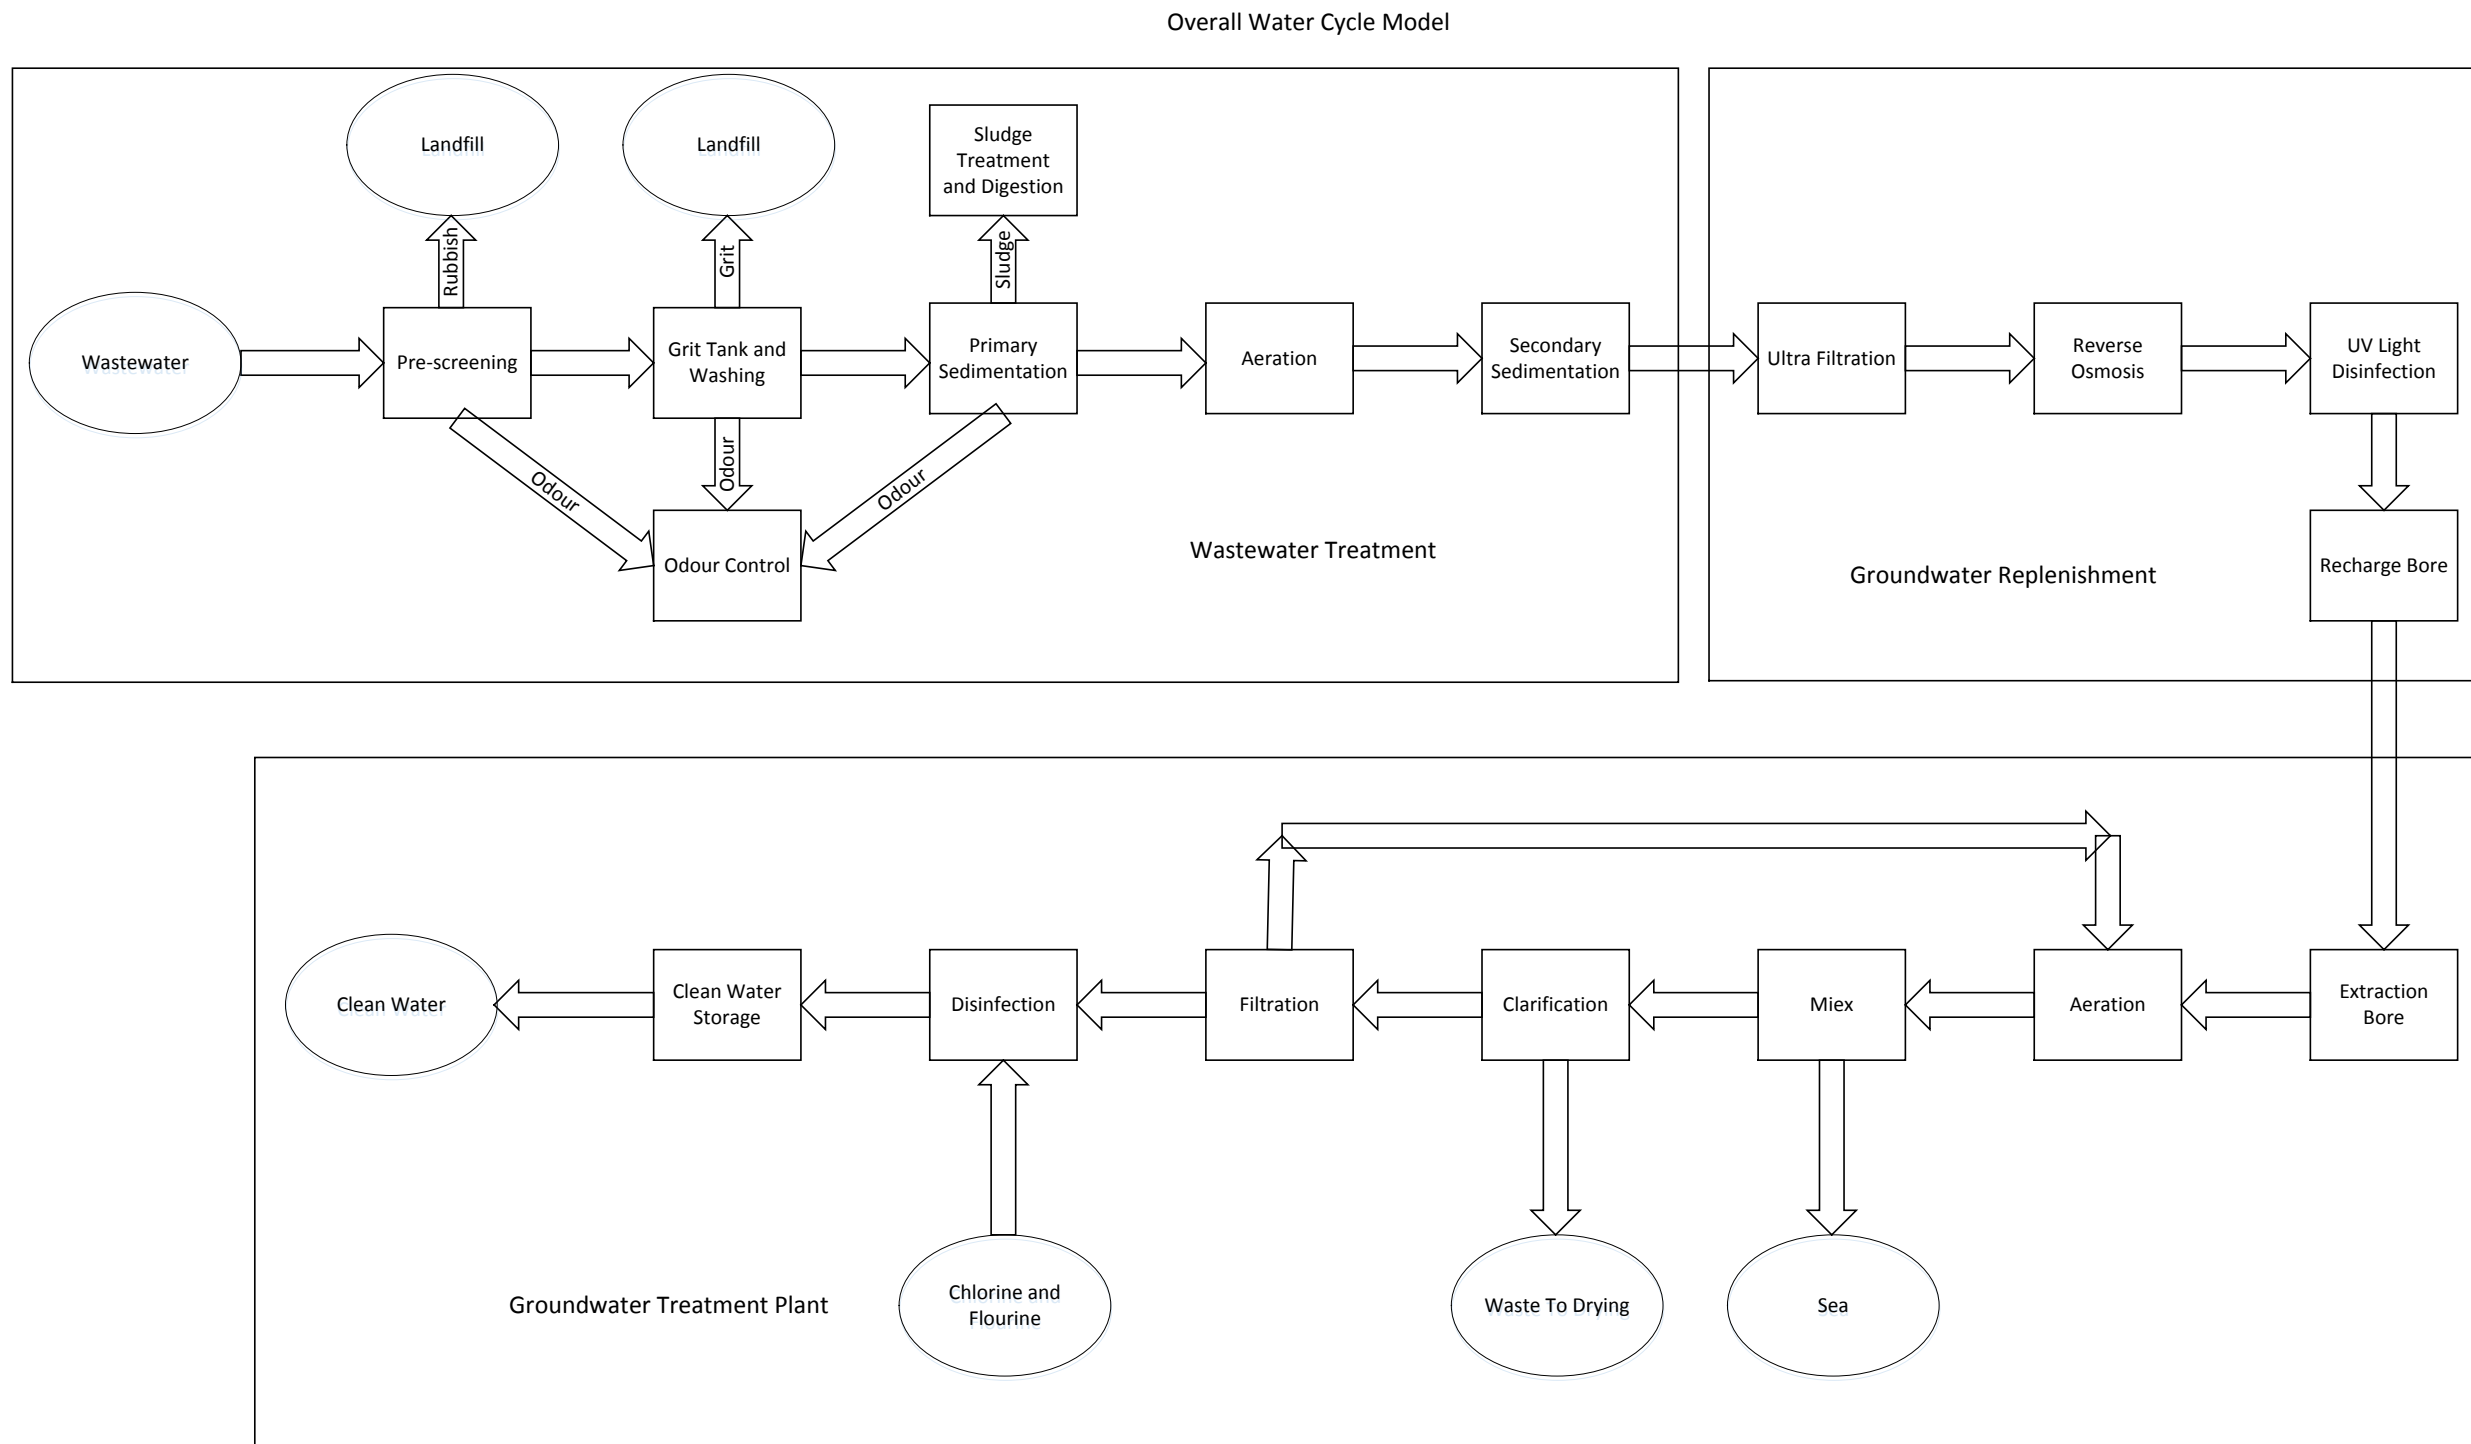 Overall Water Cycle Model
Landfill
Landfill
Sludge
Treatment
and Digestion
Rubbish
Grit
Sludge
Wastewater
Pre-screening
Grit Tank and
Washing
Primary
Sedimentation
Aeration
Secondary
Sedimentation
Ultra Filtration
Reverse
Osmosis
UV Light
Disinfection
Odour
Odour
Odour
Odour Control
Wastewater Treatment
Groundwater Replenishment
Recharge Bore
Clean Water
Clean Water
Storage
Disinfection
Filtration
Clarification
Miex
Aeration
Extraction
Bore
Groundwater Treatment Plant
Chlorine and
Flourine
Waste To Drying
Sea